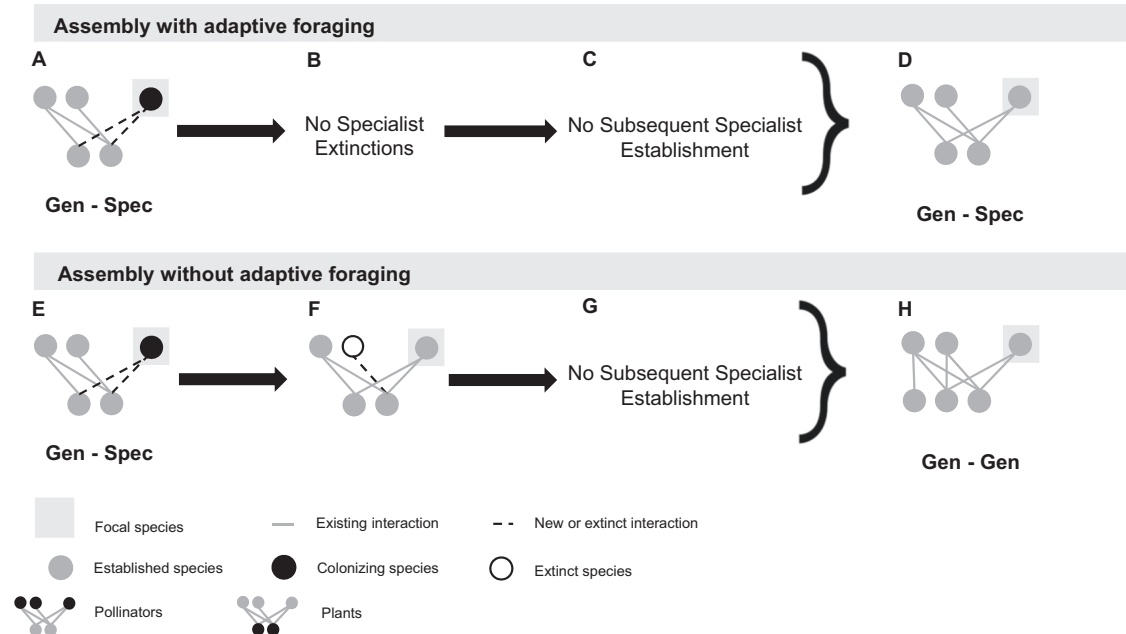 Assembly with adaptive foraging
A
B
C
D
No Specialist
Extinctions
No Subsequent Specialist
Establishment
Gen - Spec
Gen - Spec
Assembly without adaptive foraging
E
F
G
H
No Subsequent Specialist
Establishment
Gen - Spec
Gen - Gen
Focal species
Existing interaction
New or extinct interaction
Established species
Colonizing species
Extinct species
Pollinators
Plants